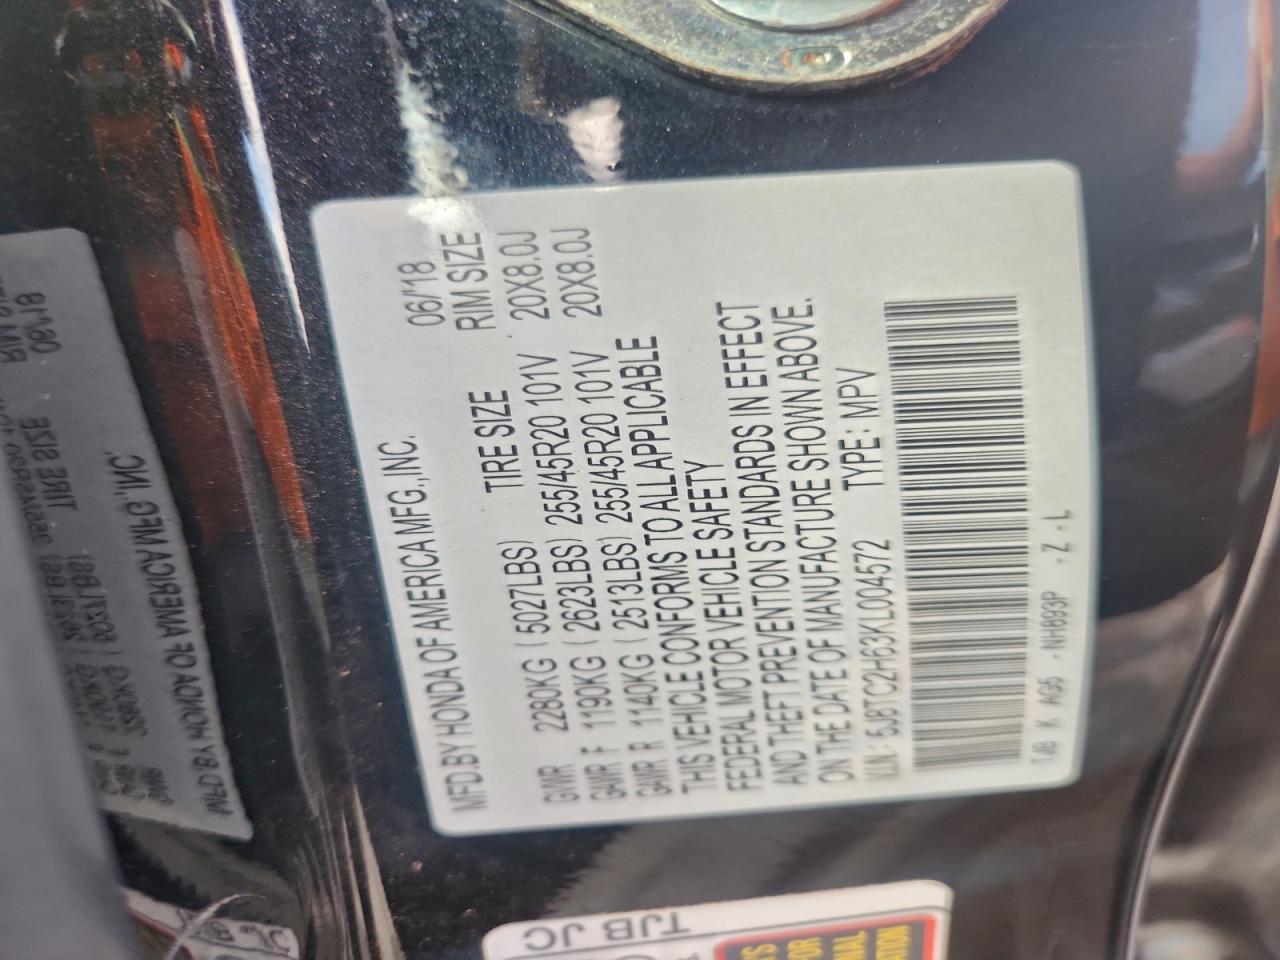 MFD.BY HONDA OF AMERICA MFG.,INC. 06/18
TIRE SIZE RIM SIZE
GVWR 2280KG ( 5027LBS)
GAWR F 1190KG ( 2623LBS) 255/45R20 101V 20X8.0J
GAWR R 1140KG ( 2513LBS) 255/45R20 101V 20X8.0J
THIS VEHICLE CONFORMS TO ALL APPLICABLE
FEDERAL MOTOR VEHICLE SAFETY
AND THEFT PREVENTION STANDARDS IN EFFECT
ON THE DATE OF MANUFACTURE SHOWN ABOVE.
V.I.N : 5J8TC2H63KL004572 TYPE : MPV
TJB K AG5 -NH893P -Z -L
TJB JC